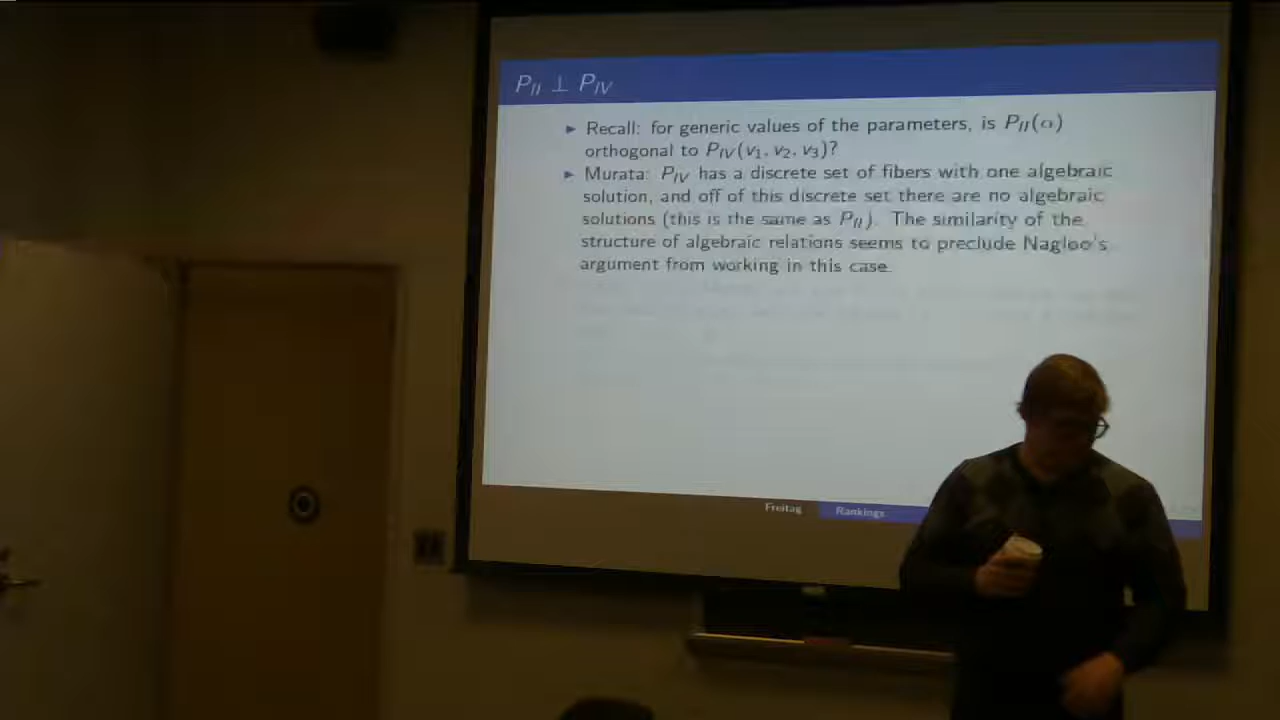 P_II ⊥ P_IV
▶ Recall: for generic values of the parameters, is P_II(α)
orthogonal to P_IV(v₁, v₂, v₃)?
▶ Murata: P_IV has a discrete set of fibers with one algebraic
solution, and off of this discrete set there are no algebraic
solutions (this is the same as P_II). The similarity of the
structure of algebraic relations seems to preclude Nagloo's
argument from working in this case.
Freitag Rankings